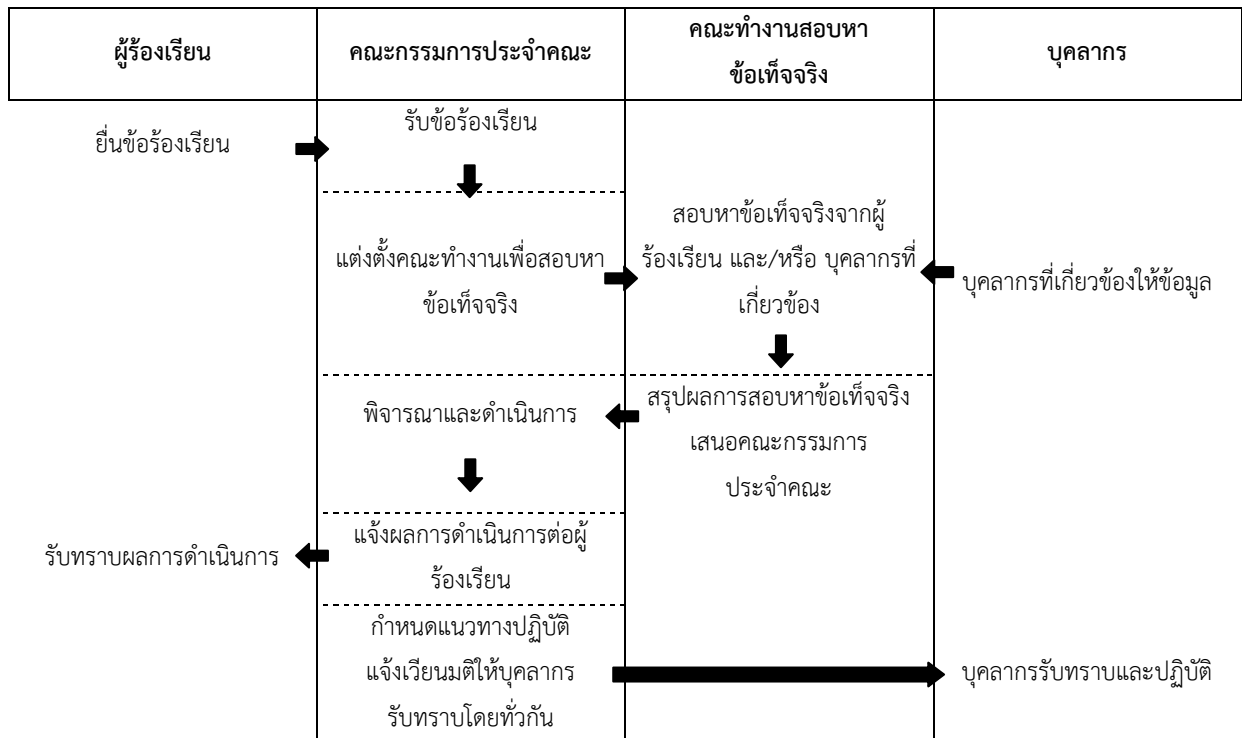 ผู้ร้องเรียน
คณะกรรมการประจำคณะ
คณะทำงานสอบหา
ข้อเท็จจริง
บุคลากร
ยื่นข้อร้องเรียน
รับข้อร้องเรียน
แต่งตั้งคณะทำงานเพื่อสอบหา
ข้อเท็จจริง
สอบหาข้อเท็จจริงจากผู้
ร้องเรียน และ/หรือ บุคลากรที่
เกี่ยวข้อง
บุคลากรที่เกี่ยวข้องให้ข้อมูล
พิจารณาและดำเนินการ
สรุปผลการสอบหาข้อเท็จจริง
เสนอคณะกรรมการ
ประจำคณะ
รับทราบผลการดำเนินการ
แจ้งผลการดำเนินการต่อผู้
ร้องเรียน
กำหนดแนวทางปฏิบัติ
แจ้งเวียนมติให้บุคลากร
รับทราบโดยทั่วกัน
บุคลากรรับทราบและปฏิบัติ